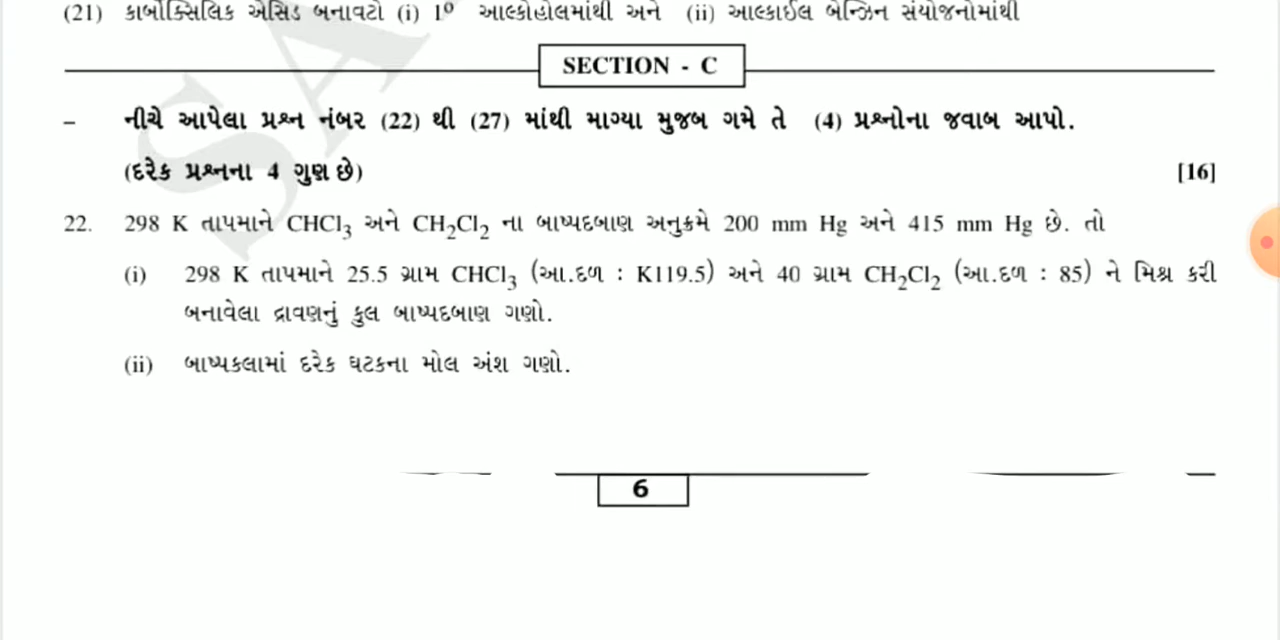 (21) કાર્બોક્સિલિક એસિડ બનાવટો (i) 1⁰ આલ્કોહોલમાંથી અને (ii) આલ્કાઈલ બેન્ઝિન સંયોજનોમાંથી
SECTION - C
– નીચે આપેલા પ્રશ્ન નંબર (22) થી (27) માંથી માગ્યા મુજબ ગમે તે (4) પ્રશ્નોના જવાબ આપો.
(દરેક પ્રશ્નના 4 ગુણ છે) [16]
22. 298 K તાપમાને CHCl₃ અને CH₂Cl₂ ના બાષ્પદબાણ અનુક્રમે 200 mm Hg અને 415 mm Hg છે. તો
(i) 298 K તાપમાને 25.5 ગ્રામ CHCl₃ (આ.દળ : K119.5) અને 40 ગ્રામ CH₂Cl₂ (આ.દળ : 85) ને મિશ્ર કરી
બનાવેલા દ્રાવણનું કુલ બાષ્પદબાણ ગણો.
(ii) બાષ્પકલામાં દરેક ઘટકના મોલ અંશ ગણો.
6
SA